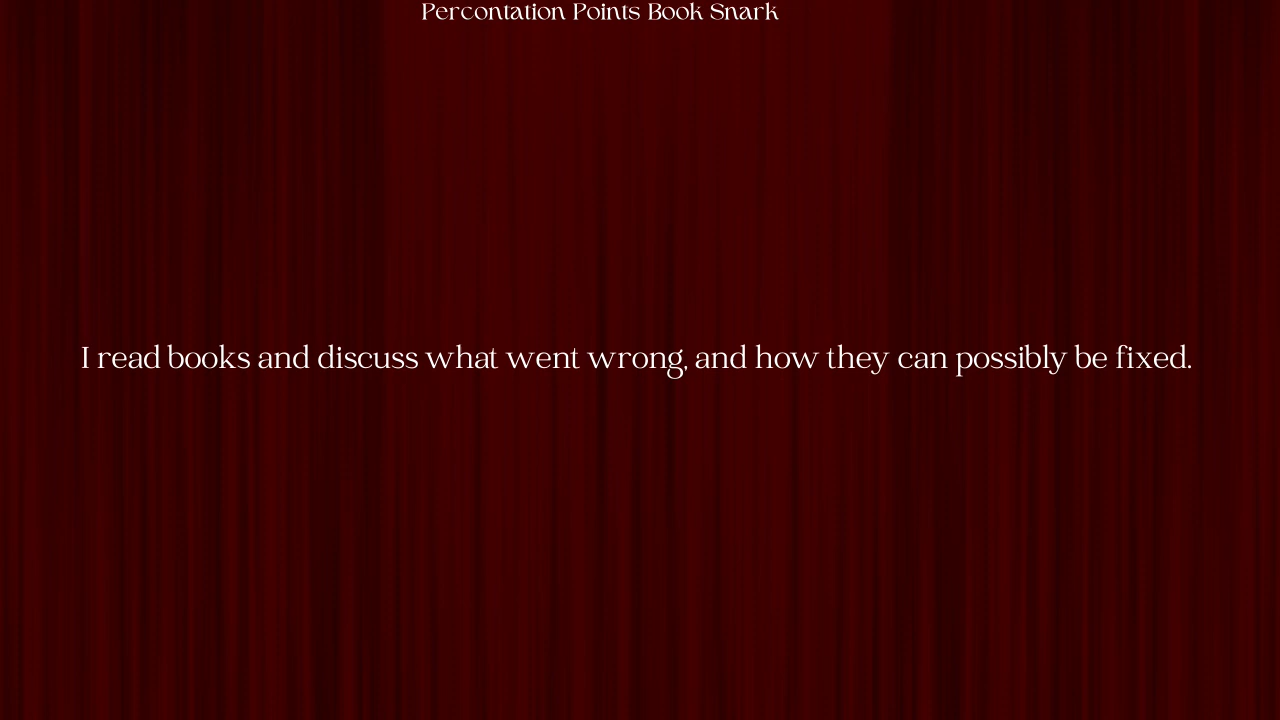 Percontation Points Book Snark
I read books and discuss what went wrong, and how they can possibly be fixed.